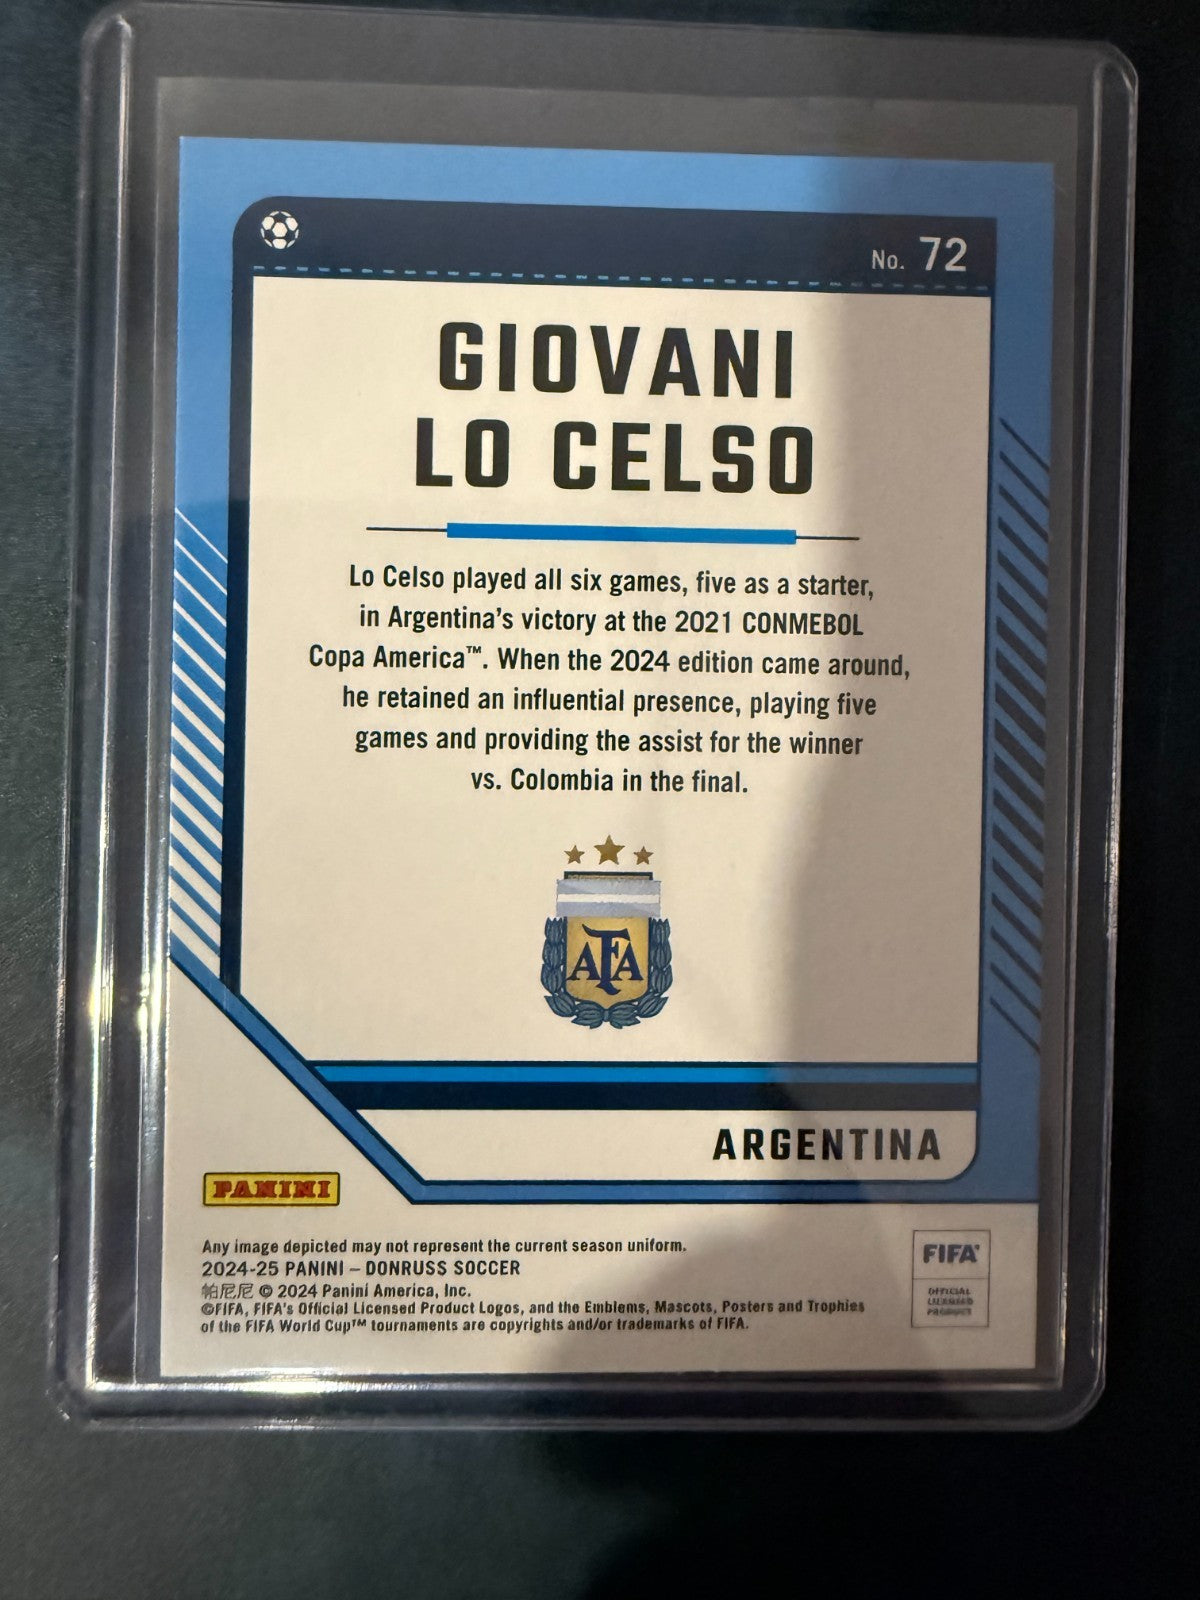 No. 72
GIOVANI
LO CELSO
Lo Celso played all six games, five as a starter,
in Argentina's victory at the 2021 CONMEBOL
Copa America™. When the 2024 edition came around,
he retained an influential presence, playing five
games and providing the assist for the winner
vs. Colombia in the final.
AFA
ARGENTINA
PANINI
Any image depicted may not represent the current season uniform.
2024-25 PANINI – DONRUSS SOCCER
帕尼尼 © 2024 Panini America, Inc.
©FIFA, FIFA's Official Licensed Product Logos, and the Emblems, Mascots, Posters and Trophies
of the FIFA World Cup™ tournaments are copyrights and/or trademarks of FIFA.
FIFA®
OFFICIAL
LICENSED
PRODUCT